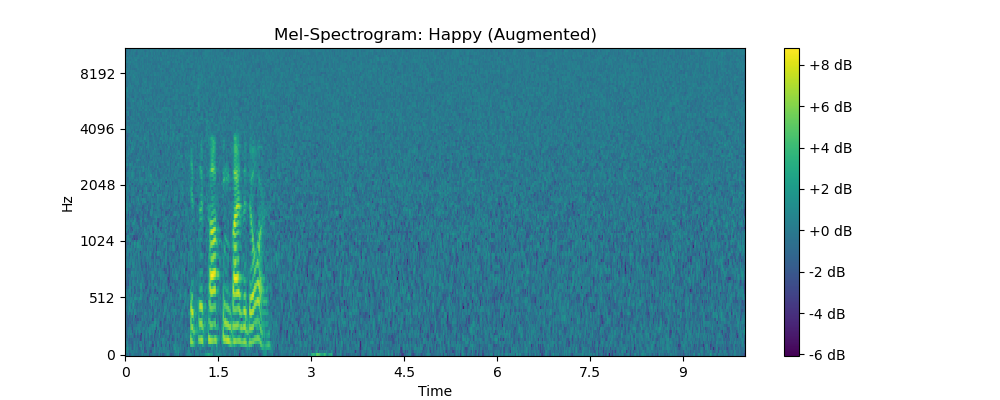 Mel-Spectrogram: Happy (Augmented)
8192
4096
2048
1024
512
0
Hz
0 1.5 3 4.5 6 7.5 9
Time
+8 dB
+6 dB
+4 dB
+2 dB
+0 dB
-2 dB
-4 dB
-6 dB